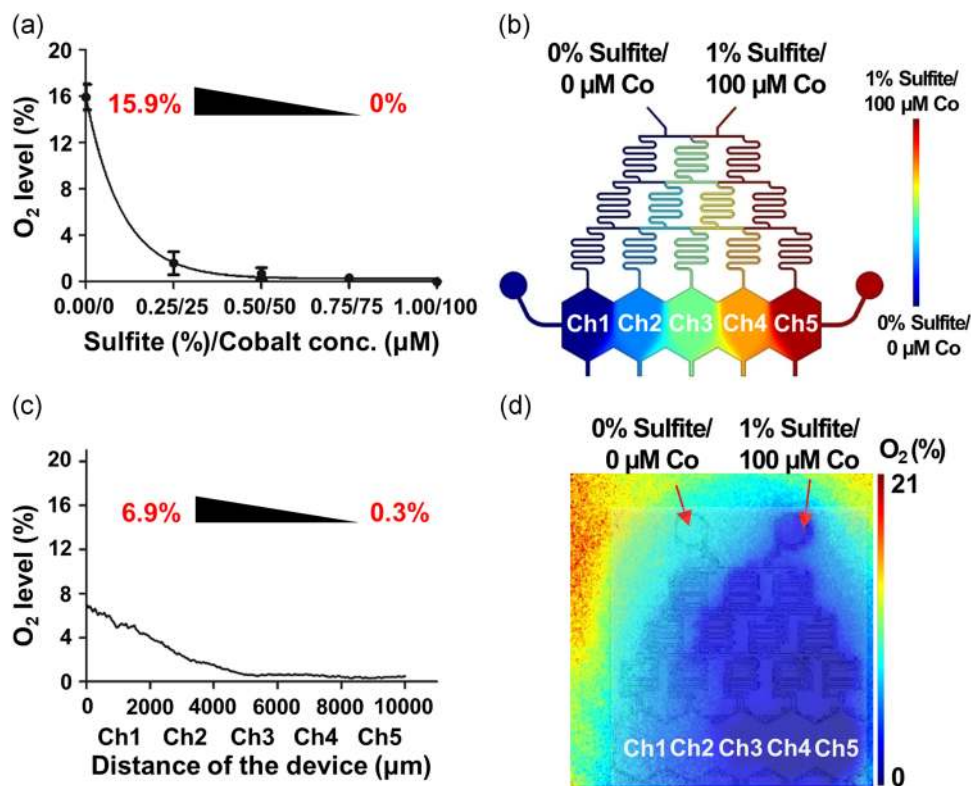 (a)
20
16
12
8
4
0
O₂ level (%)
15.9%
0%
0.00/0
0.25/25
0.50/50
0.75/75
1.00/100
Sulfite (%)/Cobalt conc. (µM)
(b)
0% Sulfite/
0 µM Co
1% Sulfite/
100 µM Co
Ch1
Ch2
Ch3
Ch4
Ch5
1% Sulfite/
100 µM Co
0% Sulfite/
0 µM Co
(c)
20
16
12
8
4
0
O₂ level (%)
6.9%
0.3%
0
2000
4000
6000
8000
10000
Ch1
Ch2
Ch3
Ch4
Ch5
Distance of the device (µm)
(d)
0% Sulfite/
0 µM Co
1% Sulfite/
100 µM Co
O₂ (%)
21
0
Ch1 Ch2 Ch3 Ch4 Ch5